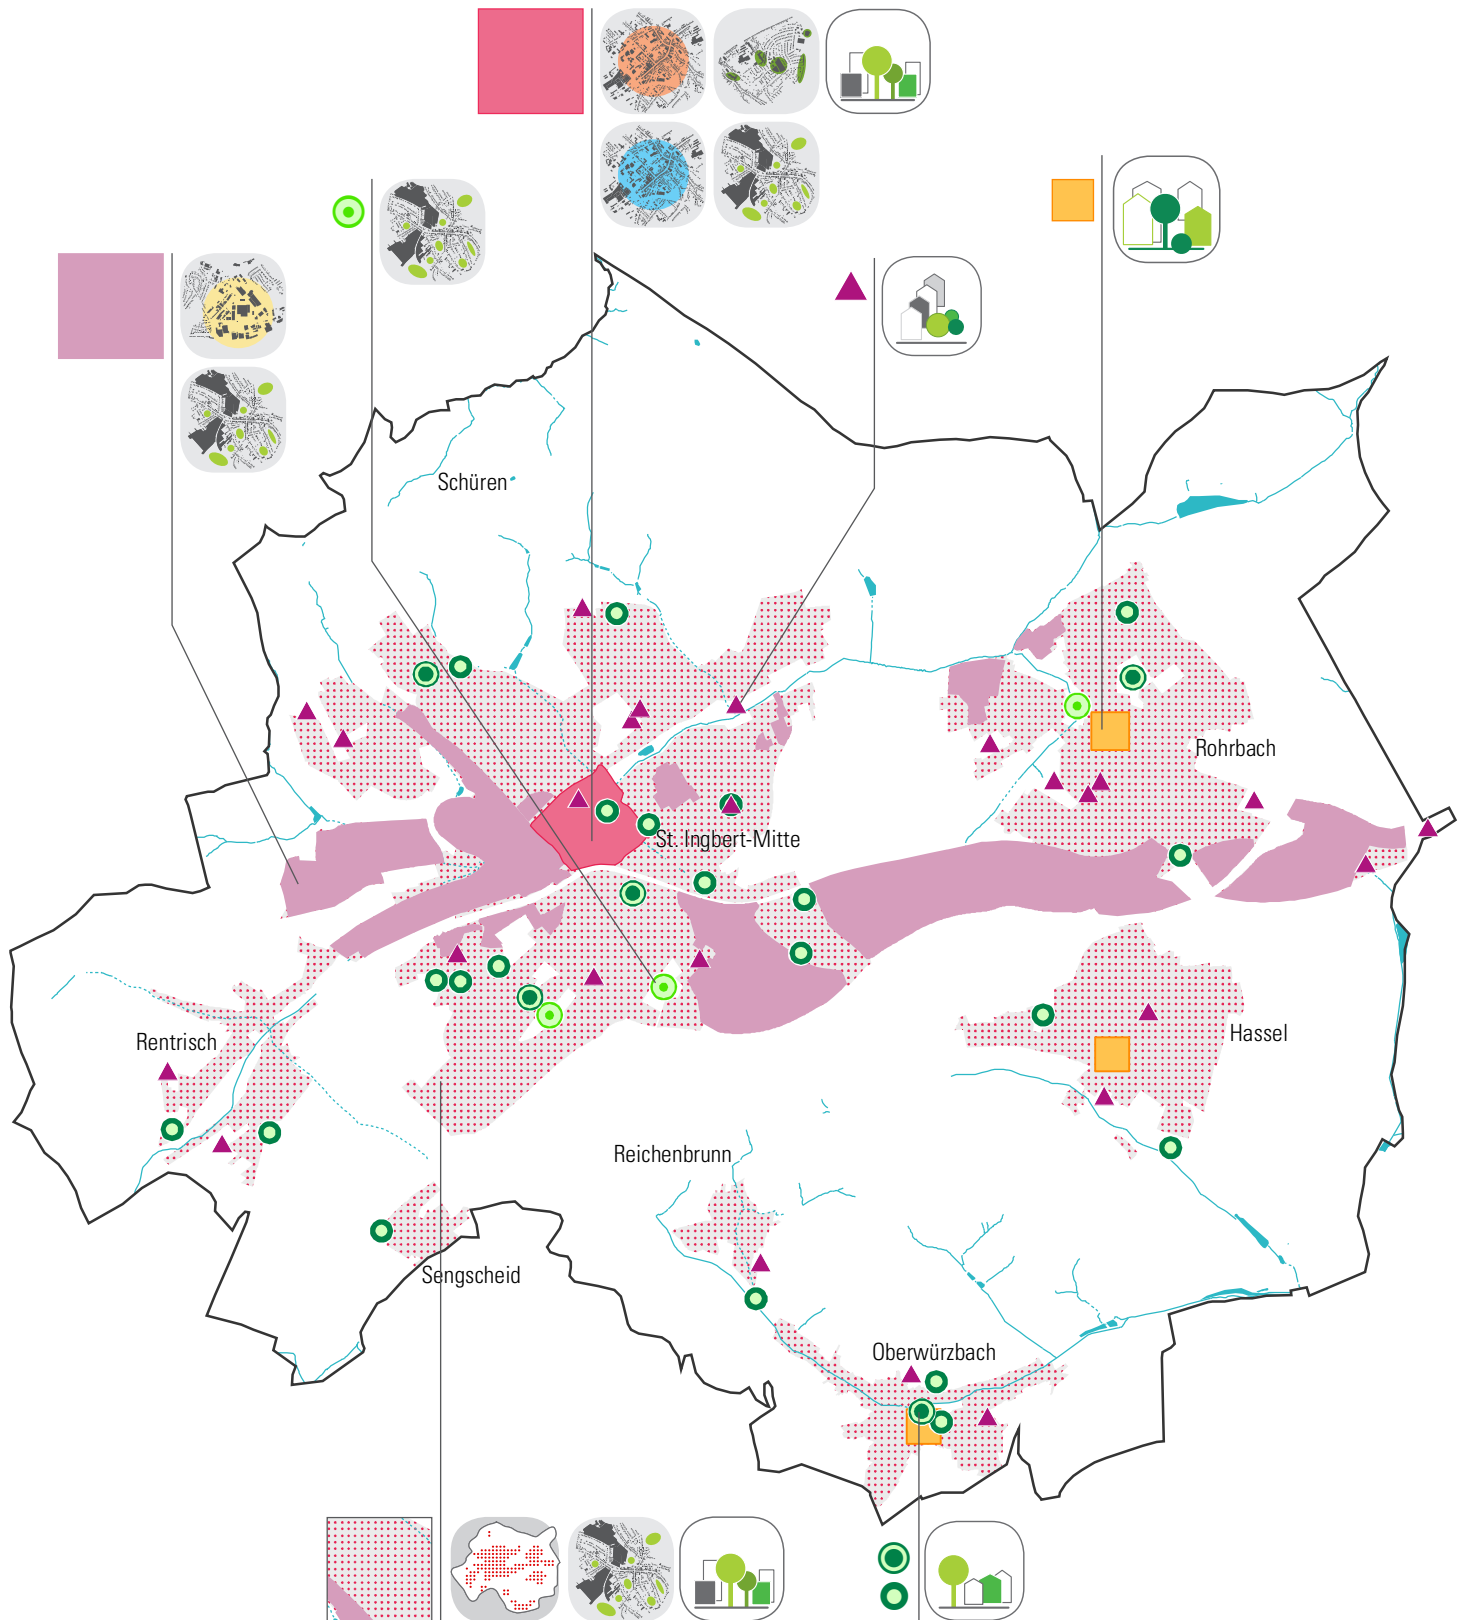 Schüren
Rohrbach
St. Ingbert-Mitte
Rentrisch
Hassel
Reichenbrunn
Sengscheid
Oberwürzbach